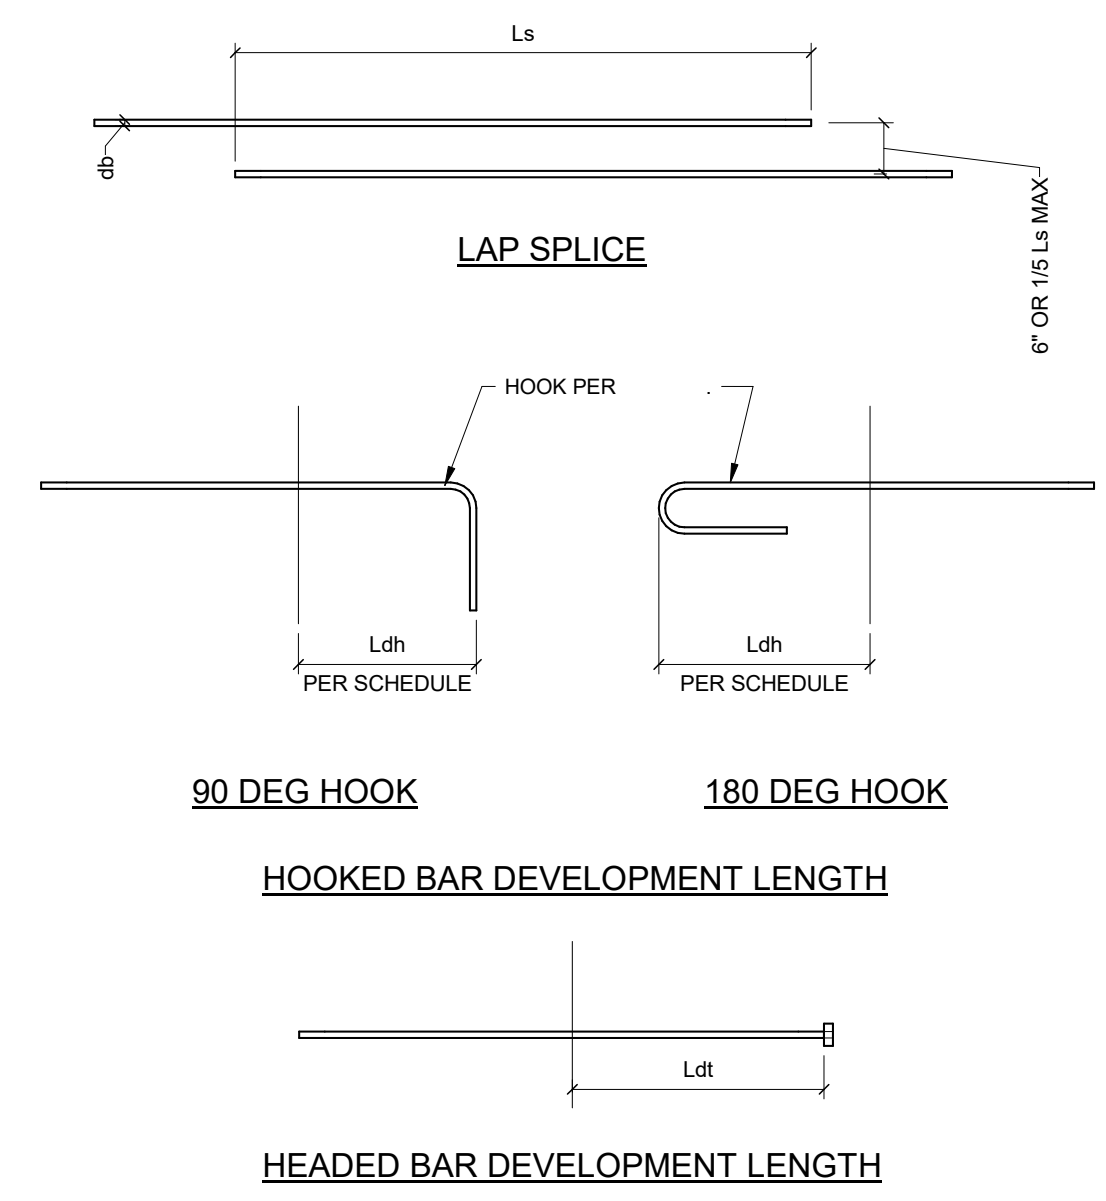 Ls
db
6" OR 1/5 Ls MAX
LAP SPLICE
HOOK PER .
Ldh
PER SCHEDULE
Ldh
PER SCHEDULE
90 DEG HOOK
180 DEG HOOK
HOOKED BAR DEVELOPMENT LENGTH
Ldt
HEADED BAR DEVELOPMENT LENGTH